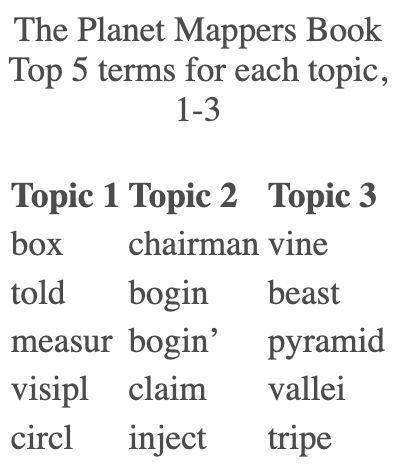 The Planet Mappers Book
Top 5 terms for each topic,
1-3
Topic 1 Topic 2 Topic 3
box chairman vine
told bogin beast
measur bogin’ pyramid
visipl claim vallei
circl inject tripe